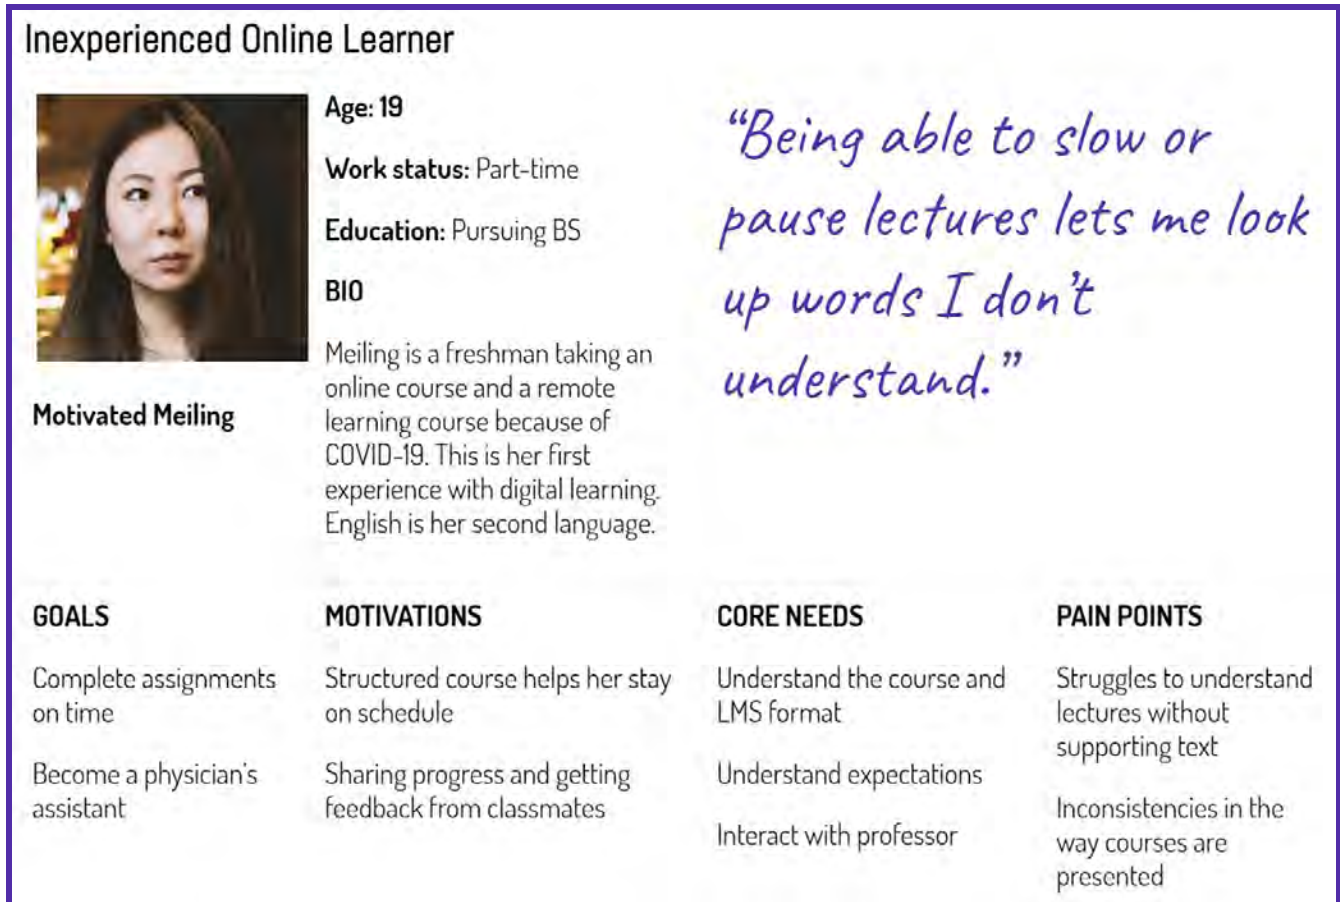 Inexperienced Online Learner
Age: 19
Work status: Part-time
Education: Pursuing BS
BIO
Meiling is a freshman taking an
online course and a remote
learning course because of
COVID-19. This is her first
experience with digital learning.
English is her second language.
Motivated Meiling
“Being able to slow or
pause lectures lets me look
up words I don’t
understand.”
GOALS
Complete assignments
on time
Become a physician's
assistant
MOTIVATIONS
Structured course helps her stay
on schedule
Sharing progress and getting
feedback from classmates
CORE NEEDS
Understand the course and
LMS format
Understand expectations
Interact with professor
PAIN POINTS
Struggles to understand
lectures without
supporting text
Inconsistencies in the
way courses are
presented